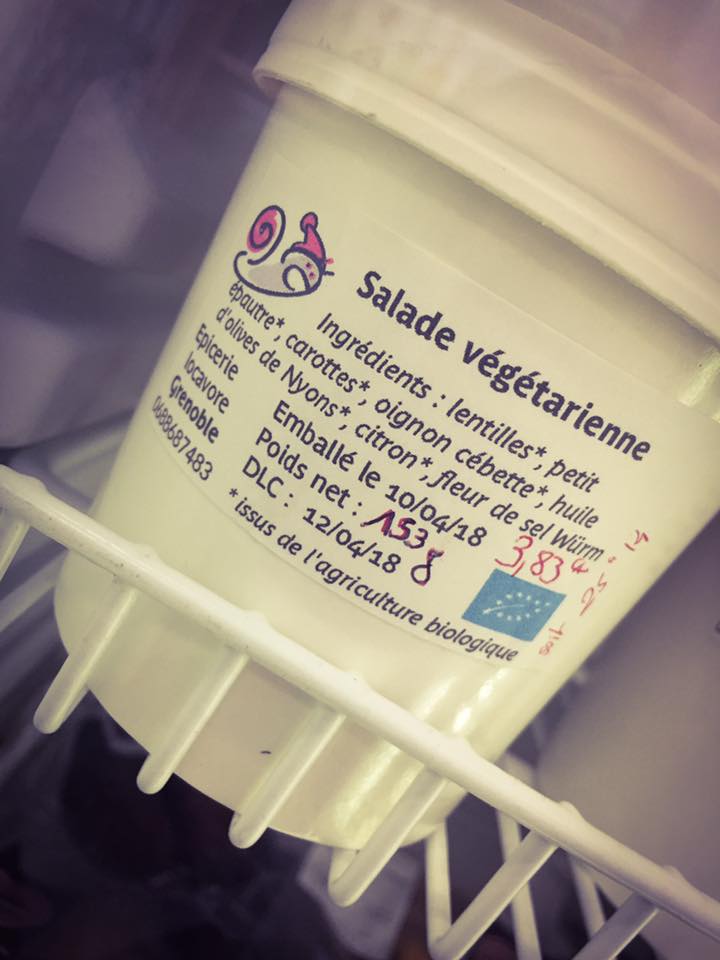 Salade végétarienne
Ingrédients : lentilles*, petit
épautre*, carottes*, oignon cébette*, huile
d'olives de Nyons*, citron*, fleur de sel Würm
Emballé le 10/04/18
Poids net : 153 g
DLC : 12/04/18
*issus de l'agriculture biologique
Epicerie
locavore
Grenoble
0688687483
3,83 €